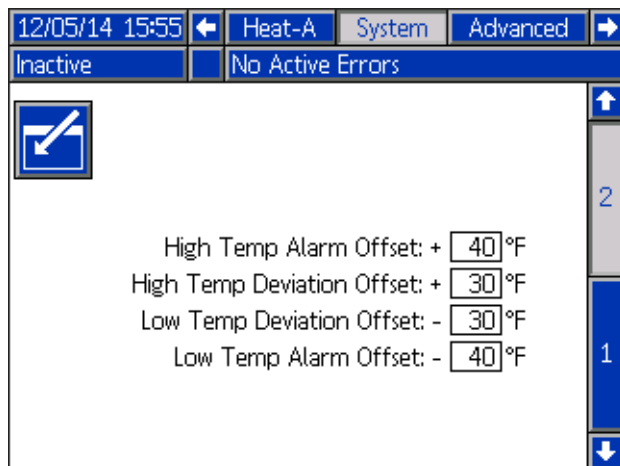 12/05/14 15:55 Heat-A System Advanced
Inactive No Active Errors
2
High Temp Alarm Offset: + 40 °F
High Temp Deviation Offset: + 30 °F
Low Temp Deviation Offset: - 30 °F
Low Temp Alarm Offset: - 40 °F
1